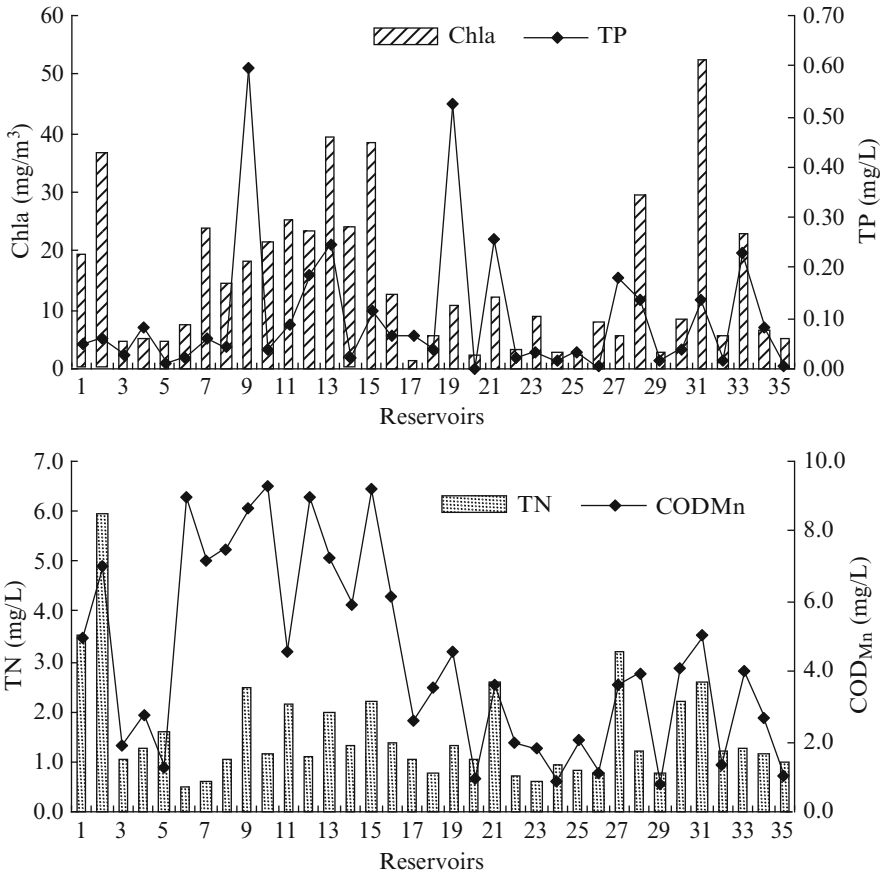 Chla
TP
60
50
40
30
20
10
0
Chla (mg/m³)
0.70
0.60
0.50
0.40
0.30
0.20
0.10
0.00
TP (mg/L)
1 3 5 7 9 11 13 15 17 19 21 23 25 27 29 31 33 35
Reservoirs
TN
CODMn
7.0
6.0
5.0
4.0
3.0
2.0
1.0
0.0
TN (mg/L)
10.0
8.0
6.0
4.0
2.0
0.0
COD_Mn (mg/L)
1 3 5 7 9 11 13 15 17 19 21 23 25 27 29 31 33 35
Reservoirs